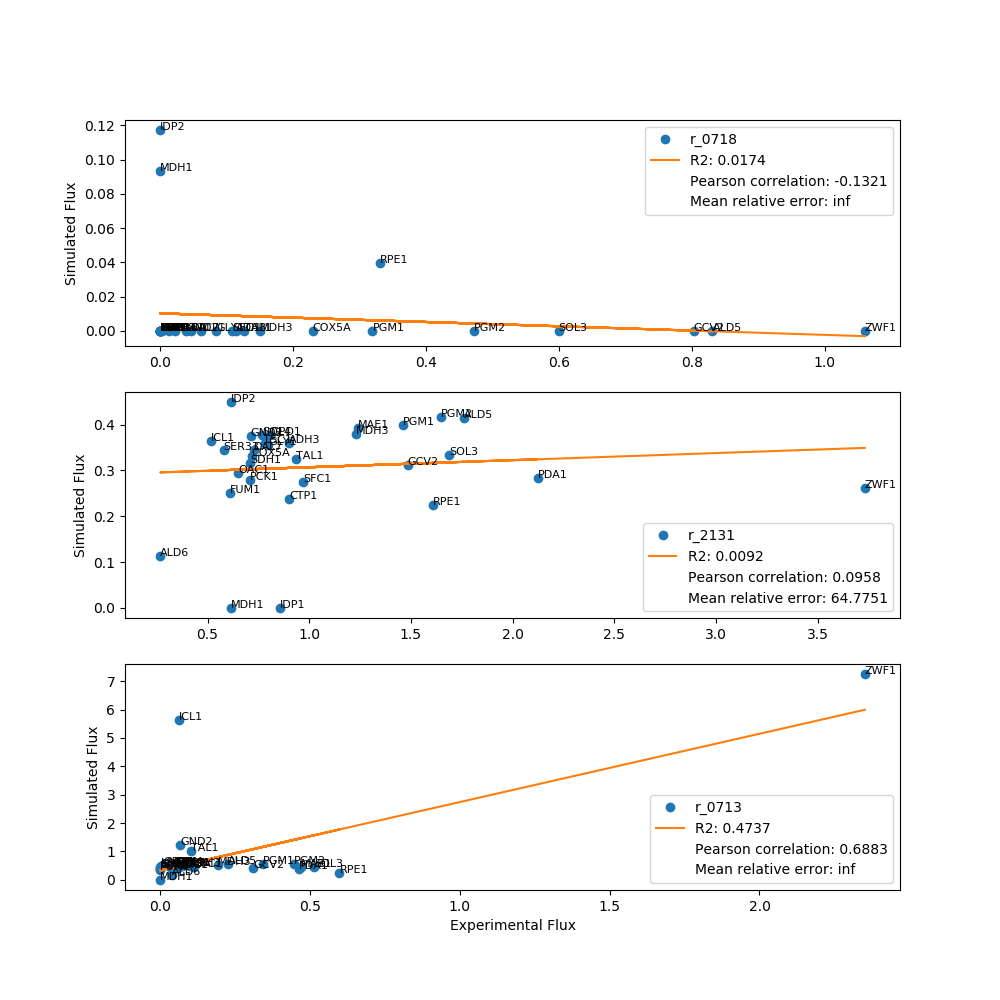 0.12
0.10
0.08
0.06
0.04
0.02
0.00
Simulated Flux
IDP2
MDH1
RPE1
MDH3
COX5A
PGM1
PGM2
SOL3
GCV2
ALD5
ZWF1
r_0718
R2: 0.0174
Pearson correlation: -0.1321
Mean relative error: inf
0.0
0.2
0.4
0.6
0.8
1.0
0.4
0.3
0.2
0.1
0.0
Simulated Flux
IDP2
PGM2
ALD5
MAE1
PGM1
MDH3
ICL1
SER33
COX5A
SDH1
SOL3
TAL1
GCV2
OAC1
PCK1
SFC1
PDA1
FUM1
CTP1
RPE1
ZWF1
ALD6
MDH1
IDP1
r_2131
R2: 0.0092
Pearson correlation: 0.0958
Mean relative error: 64.7751
0.5
1.0
1.5
2.0
2.5
3.0
3.5
7
6
5
4
3
2
1
0
Simulated Flux
ZWF1
ICL1
GND2
TAL1
ALD5
PGM1
PGM2
GCV2
SOL3
RPE1
ALD6
MDH1
r_0713
R2: 0.4737
Pearson correlation: 0.6883
Mean relative error: inf
0.0
0.5
1.0
1.5
2.0
Experimental Flux